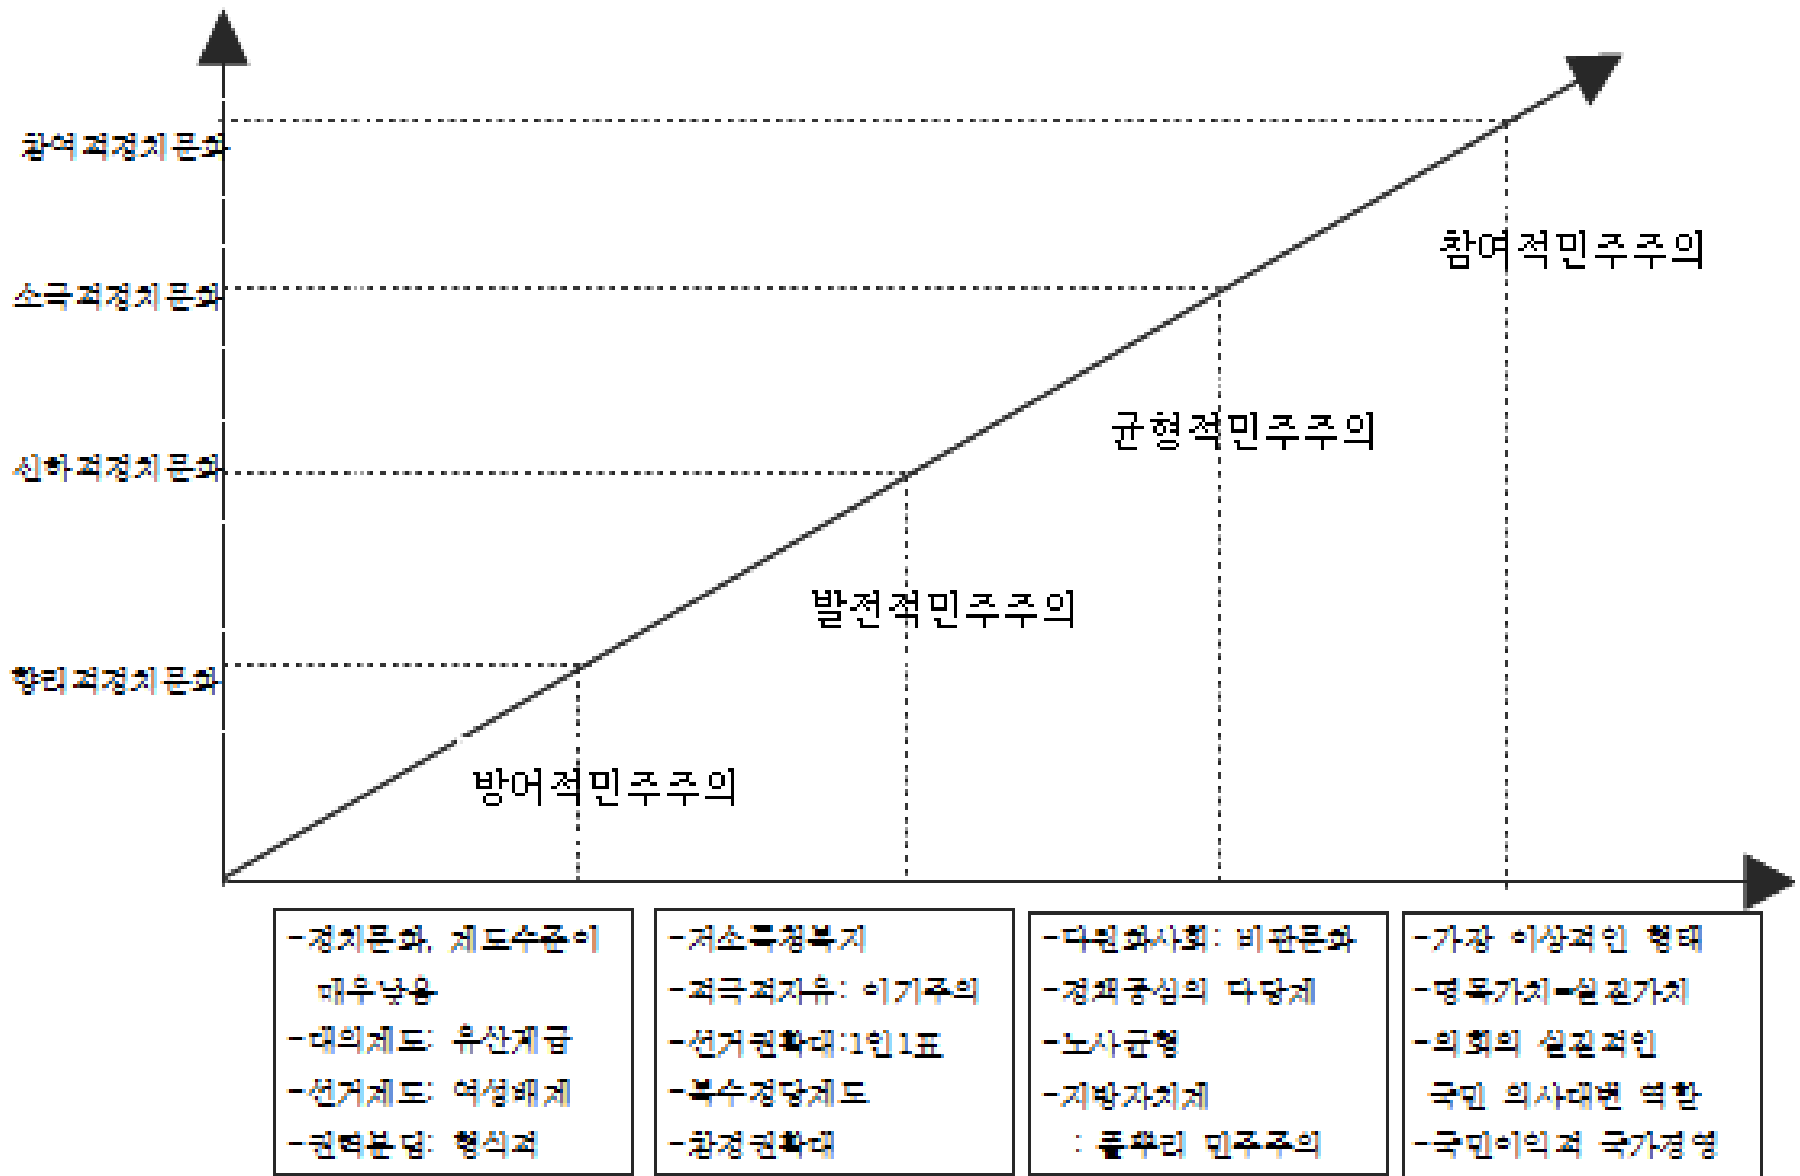 참여적정치문화
참여적민주주의
소극적정치문화
균형적민주주의
신하적정치문화
발전적민주주의
향리적정치문화
방어적민주주의
-정치문화, 제도수준이
매우낮음
-대의제도: 유산계급
-선거제도: 여성배제
-권력분담: 형식적
-저소득층복지
-적극적자유: 이기주의
-선거권확대:1인1표
-복수정당제도
-참정권확대
-다원화사회: 비판문화
-정책중심의 다당제
-노사균형
-지방자치제
: 풀뿌리 민주주의
-가장 이상적인 형태
-명목가치=실질가치
-의회의 실질적인
국민 의사대변 역할
-국민이익적 국가경영